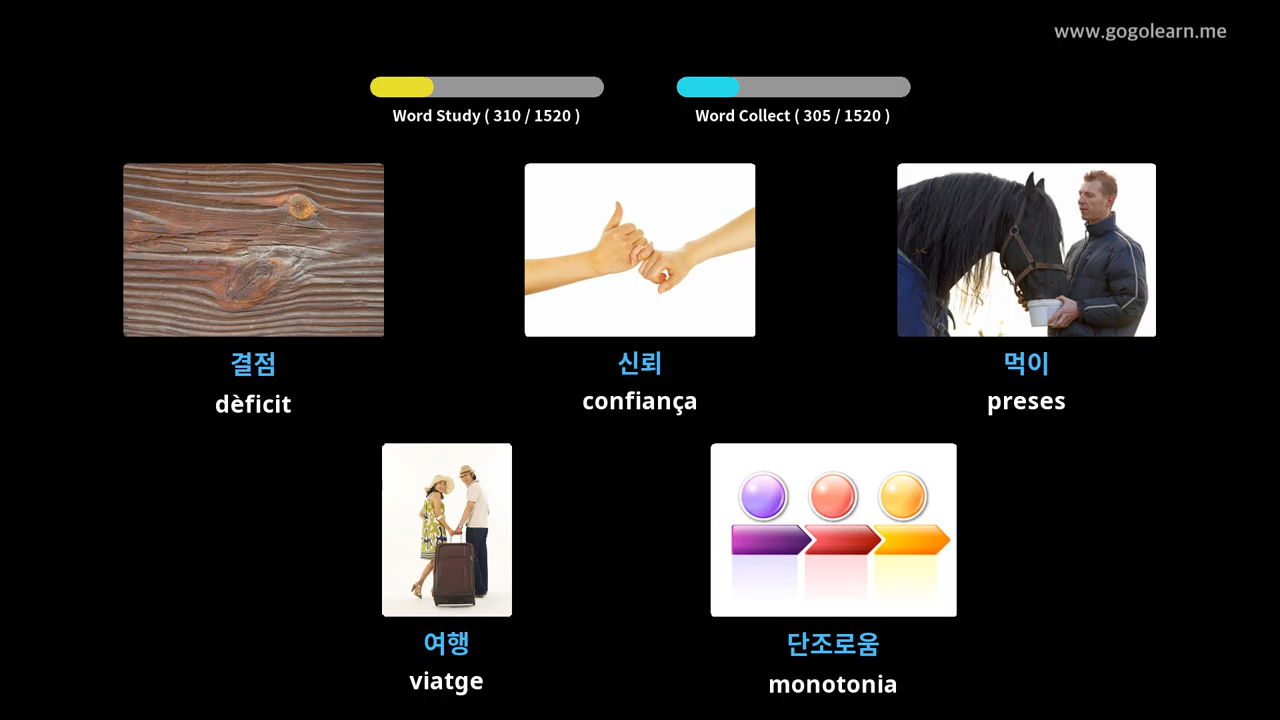 www.gogolearn.me
Word Study ( 310 / 1520 )
Word Collect ( 305 / 1520 )
결점
dèficit
신뢰
confiança
먹이
preses
여행
viatge
단조로움
monotonia